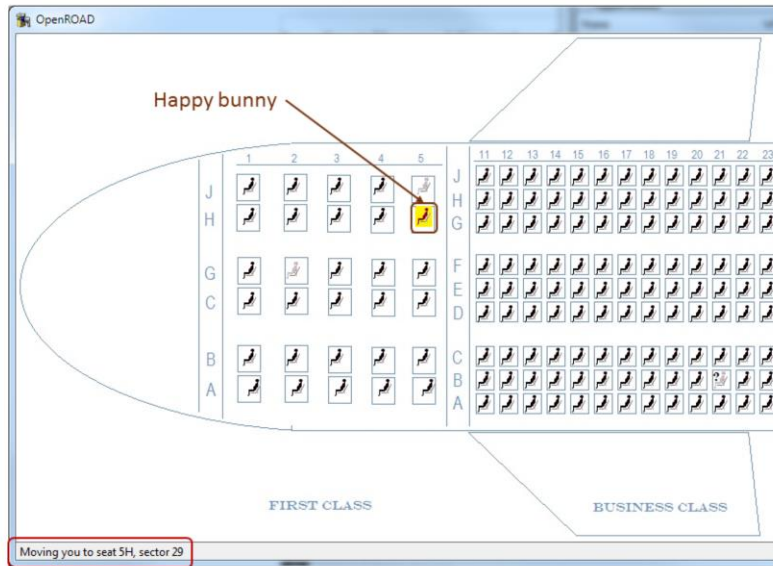 OpenROAD
Happy bunny
1 2 3 4 5
11 12 13 14 15 16 17 18 19 20 21 22 23
J
H
G
C
B
A
J
H
G
F
E
D
C
B
A
?
FIRST CLASS
BUSINESS CLASS
Moving you to seat 5H, sector 29